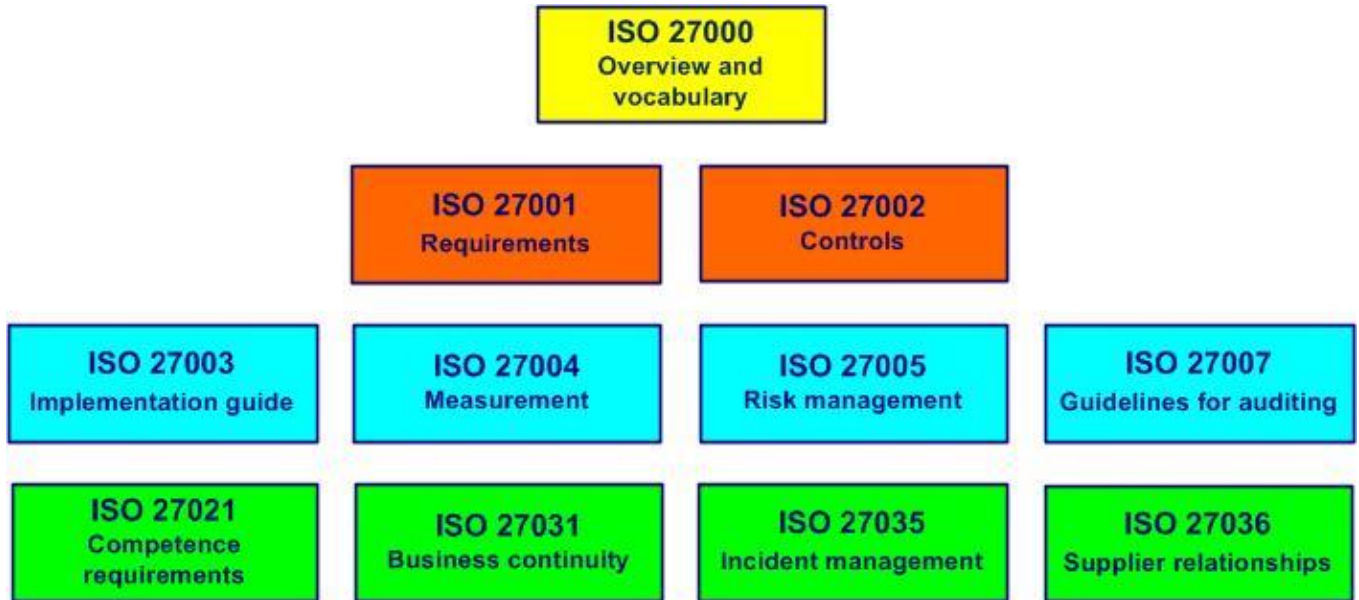 ISO 27000
Overview and
vocabulary
ISO 27001
Requirements
ISO 27002
Controls
ISO 27003
Implementation guide
ISO 27004
Measurement
ISO 27005
Risk management
ISO 27007
Guidelines for auditing
ISO 27021
Competence
requirements
ISO 27031
Business continuity
ISO 27035
Incident management
ISO 27036
Supplier relationships